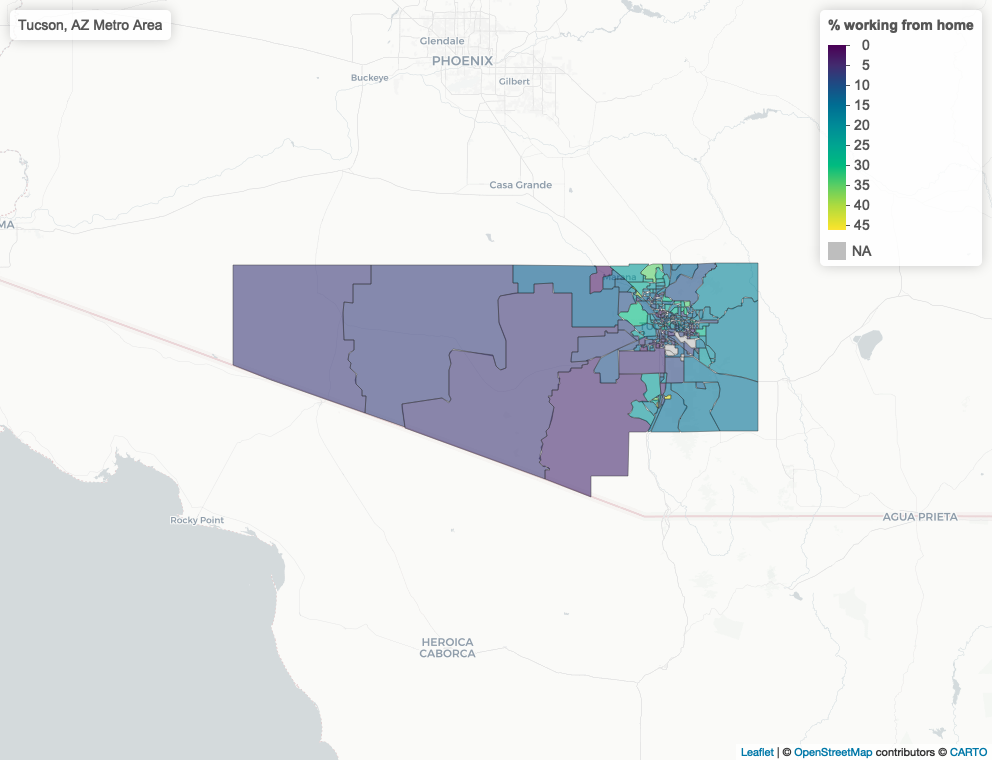 Tucson, AZ Metro Area
% working from home
0
5
10
15
20
25
30
35
40
45
NA
Glendale
PHOENIX
Buckeye
Gilbert
Casa Grande
MA
Rocky Point
AGUA PRIETA
HEROICA
CABORCA
Leaflet | © OpenStreetMap contributors © CARTO